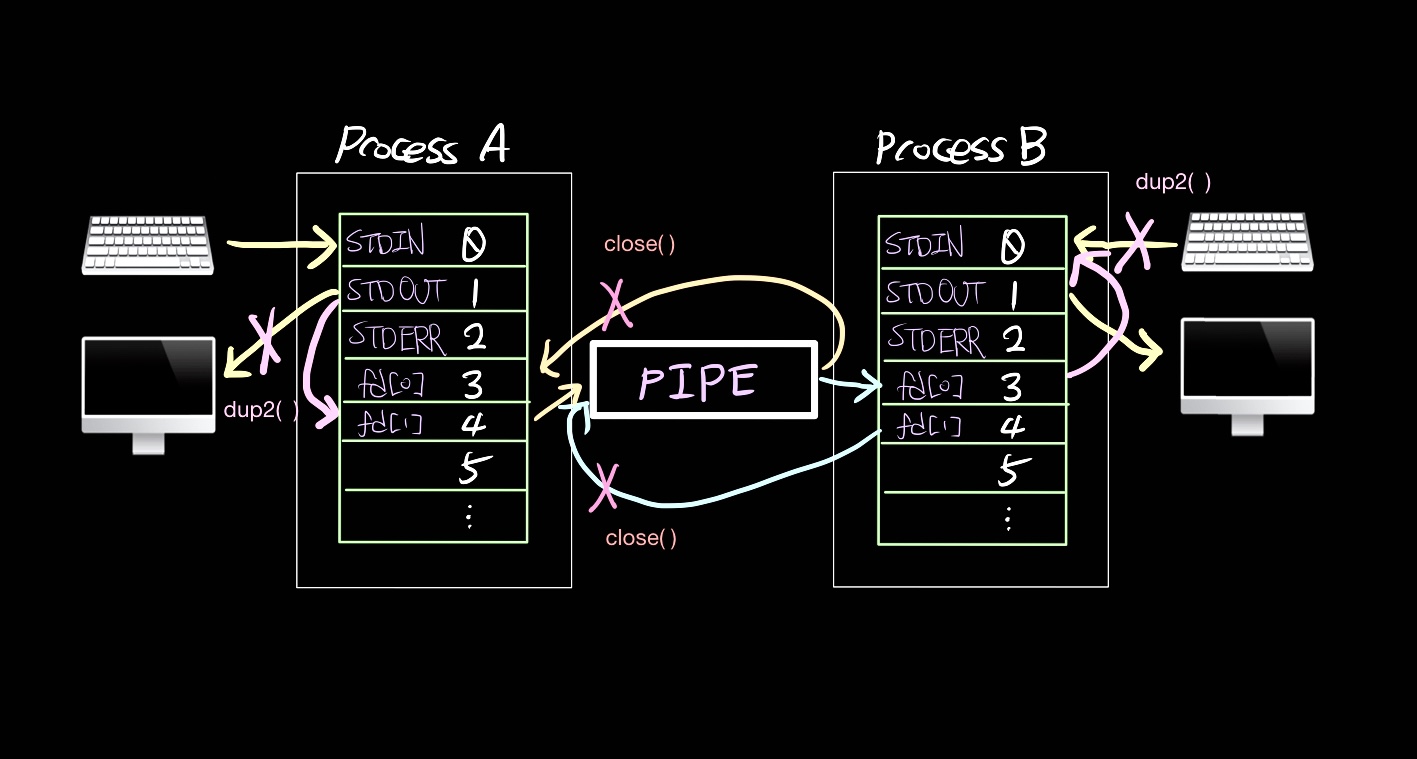 Process A
STDIN 0
STDOUT 1
STDERR 2
fd[0] 3
fd[1] 4
5
⋮
dup2( )
close( )
PIPE
close( )
Process B
STDIN 0
STDOUT 1
STDERR 2
fd[0] 3
fd[1] 4
5
⋮
dup2( )